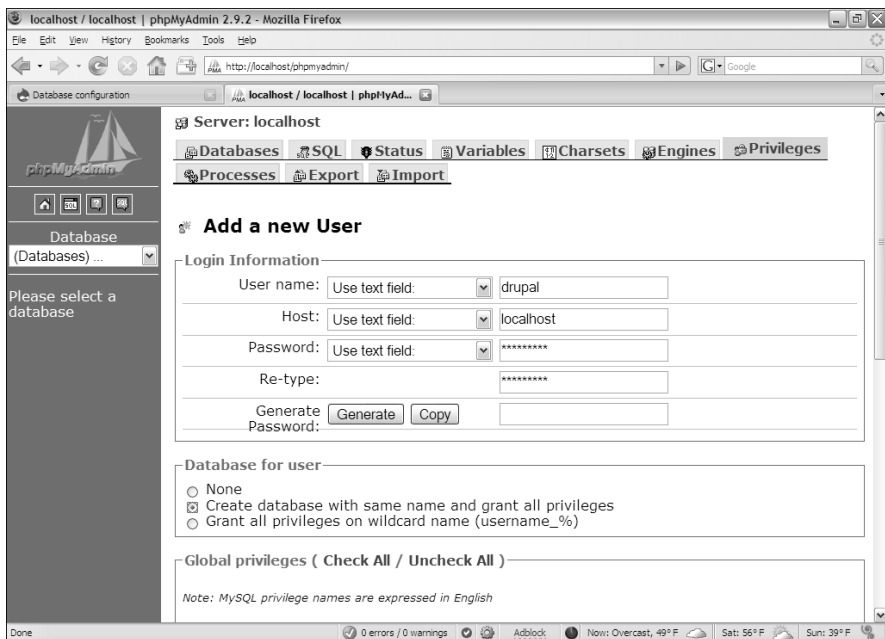 localhost / localhost | phpMyAdmin 2.9.2 - Mozilla Firefox
File Edit View History Bookmarks Tools Help
PMA http://localhost/phpmyadmin/ G Google
Database configuration localhost / localhost | phpMyAd...
phpMyAdmin
SQL
Database
(Databases) ...
Please select a
database
Server: localhost
Databases SQL Status Variables Charsets Engines Privileges
Processes Export Import
Add a new User
Login Information
User name: Use text field: drupal
Host: Use text field: localhost
Password: Use text field: *********
Re-type: *********
Generate
Password: Generate Copy
Database for user
None
Create database with same name and grant all privileges
Grant all privileges on wildcard name (username_%)
Global privileges ( Check All / Uncheck All )
Note: MySQL privilege names are expressed in English
Done 0 errors / 0 warnings Adblock Now: Overcast, 49° F Sat: 56° F Sun: 39° F